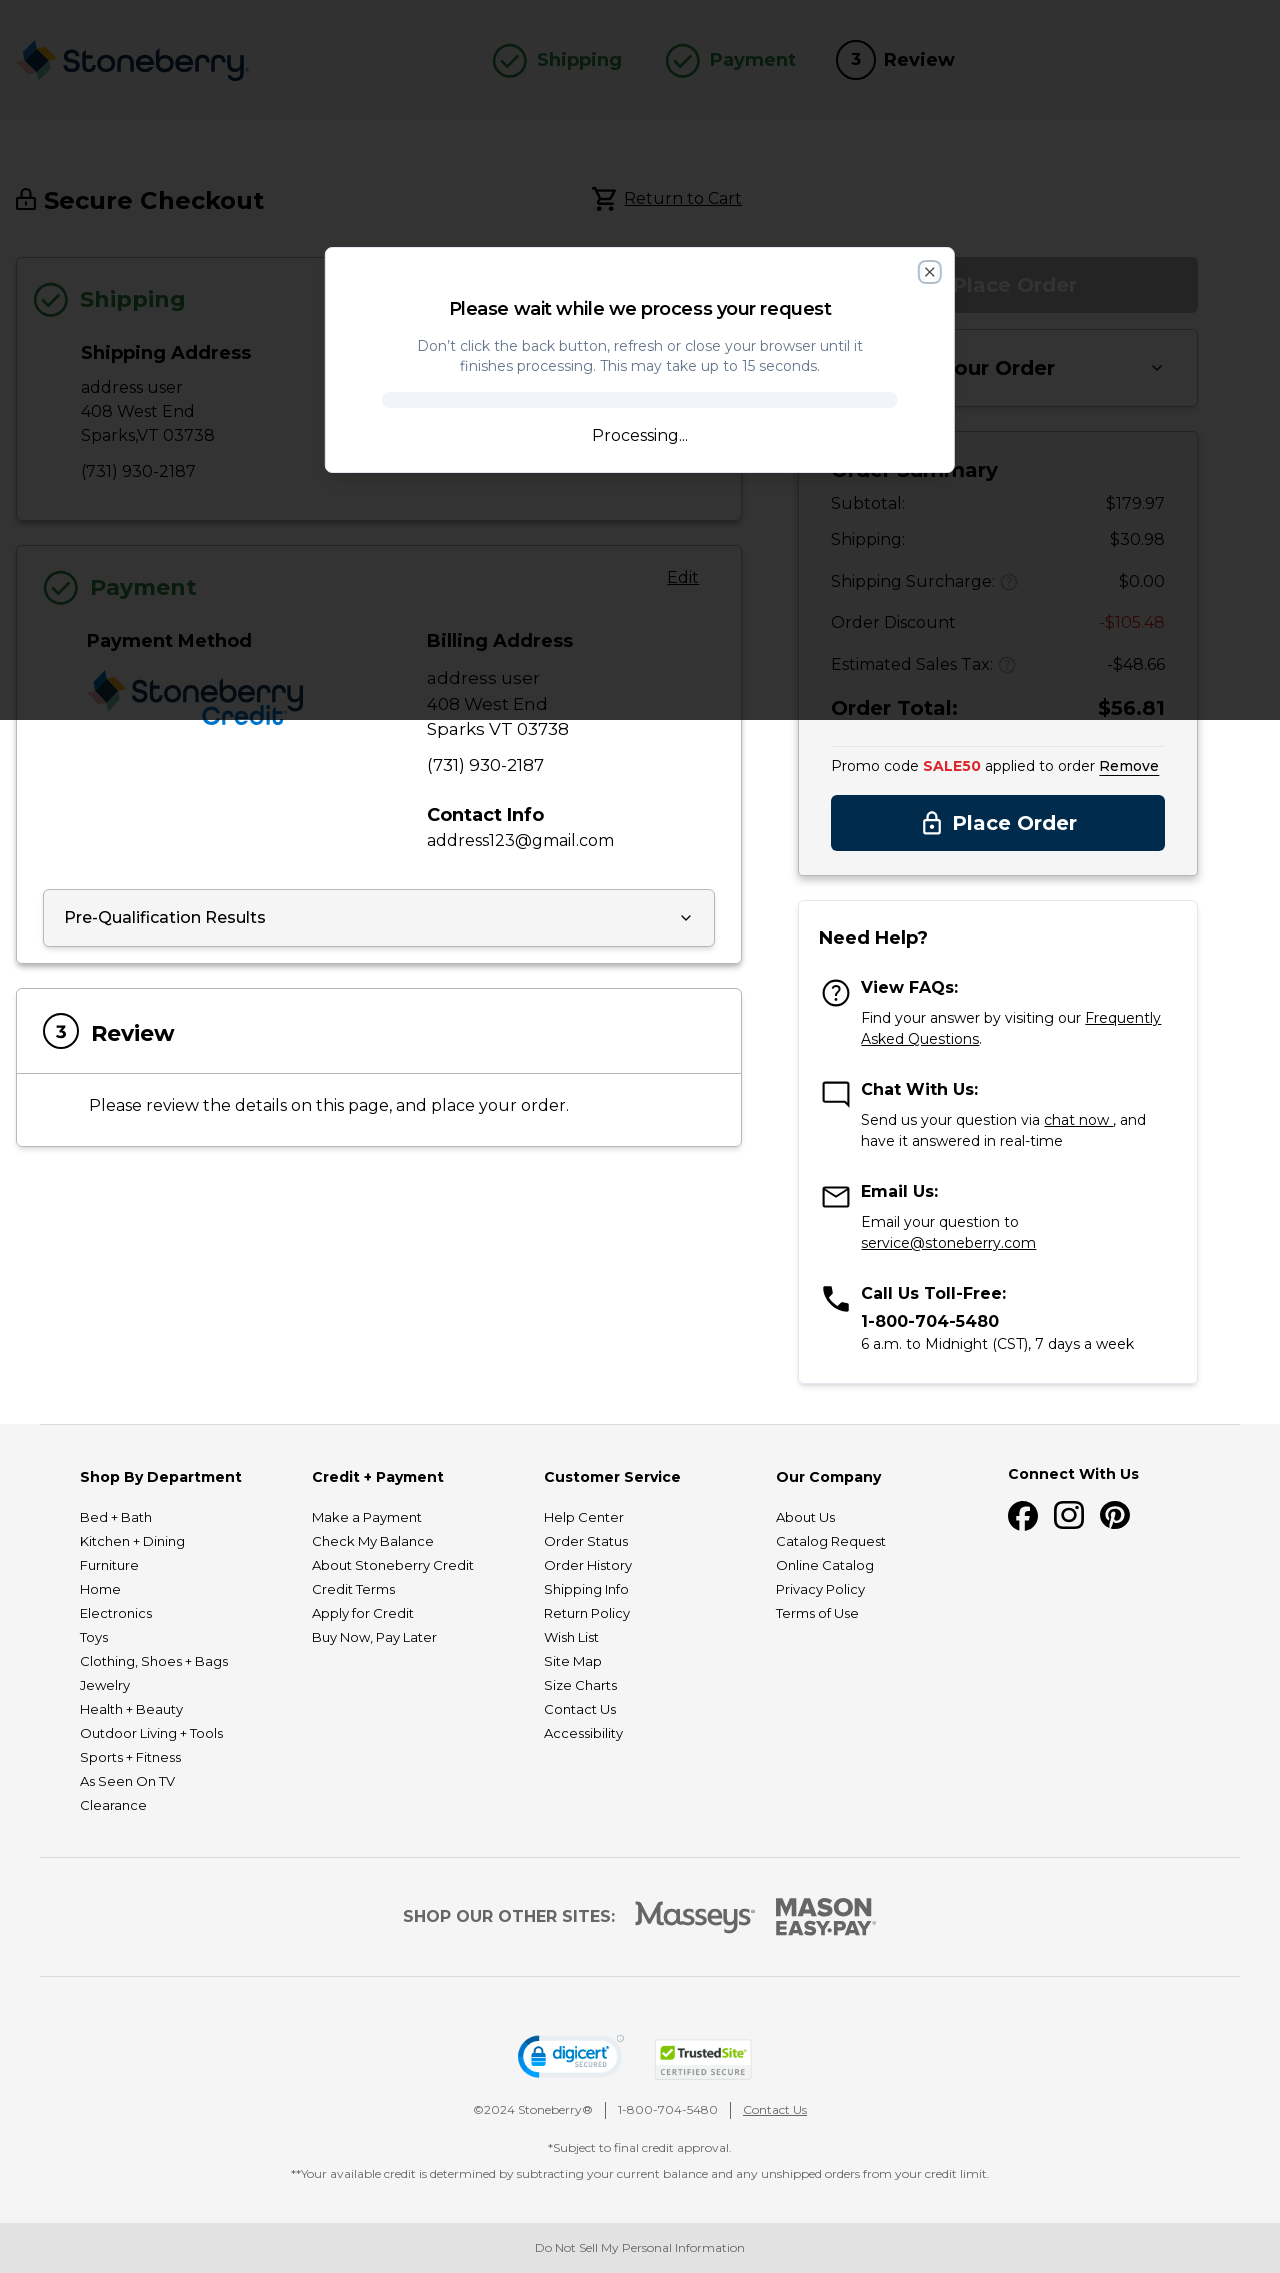 Stoneberry
Shipping
Payment
3
Review
Secure Checkout
Return to Cart
Please wait while we process your request
Don't click the back button, refresh or close your browser until it
finishes processing. This may take up to 15 seconds.
Processing...
Shipping
Shipping Address
address user
408 West End
Sparks,VT 03738
(731) 930-2187
Payment
Edit
Payment Method
Stoneberry
Credit
Billing Address
address user
408 West End
Sparks VT 03738
(731) 930-2187
Contact Info
address123@gmail.com
Pre-Qualification Results
3
Review
Please review the details on this page, and place your order.
Place Order
our Order
Order Summary
Subtotal: $179.97
Shipping: $30.98
Shipping Surcharge: $0.00
Order Discount -$105.48
Estimated Sales Tax: -$48.66
Order Total: $56.81
Promo code SALE50 applied to order Remove
Place Order
Need Help?
View FAQs:
Find your answer by visiting our Frequently
Asked Questions.
Chat With Us:
Send us your question via chat now , and
have it answered in real-time
Email Us:
Email your question to
service@stoneberry.com
Call Us Toll-Free:
1-800-704-5480
6 a.m. to Midnight (CST), 7 days a week
Shop By Department
Bed + Bath
Kitchen + Dining
Furniture
Home
Electronics
Toys
Clothing, Shoes + Bags
Jewelry
Health + Beauty
Outdoor Living + Tools
Sports + Fitness
As Seen On TV
Clearance
Credit + Payment
Make a Payment
Check My Balance
About Stoneberry Credit
Credit Terms
Apply for Credit
Buy Now, Pay Later
Customer Service
Help Center
Order Status
Order History
Shipping Info
Return Policy
Wish List
Site Map
Size Charts
Contact Us
Accessibility
Our Company
About Us
Catalog Request
Online Catalog
Privacy Policy
Terms of Use
Connect With Us
SHOP OUR OTHER SITES:
Masseys
MASON
EASY•PAY
digicert
SECURED
TrustedSite
CERTIFIED SECURE
©2024 Stoneberry®
1-800-704-5480
Contact Us
*Subject to final credit approval.
**Your available credit is determined by subtracting your current balance and any unshipped orders from your credit limit.
Do Not Sell My Personal Information